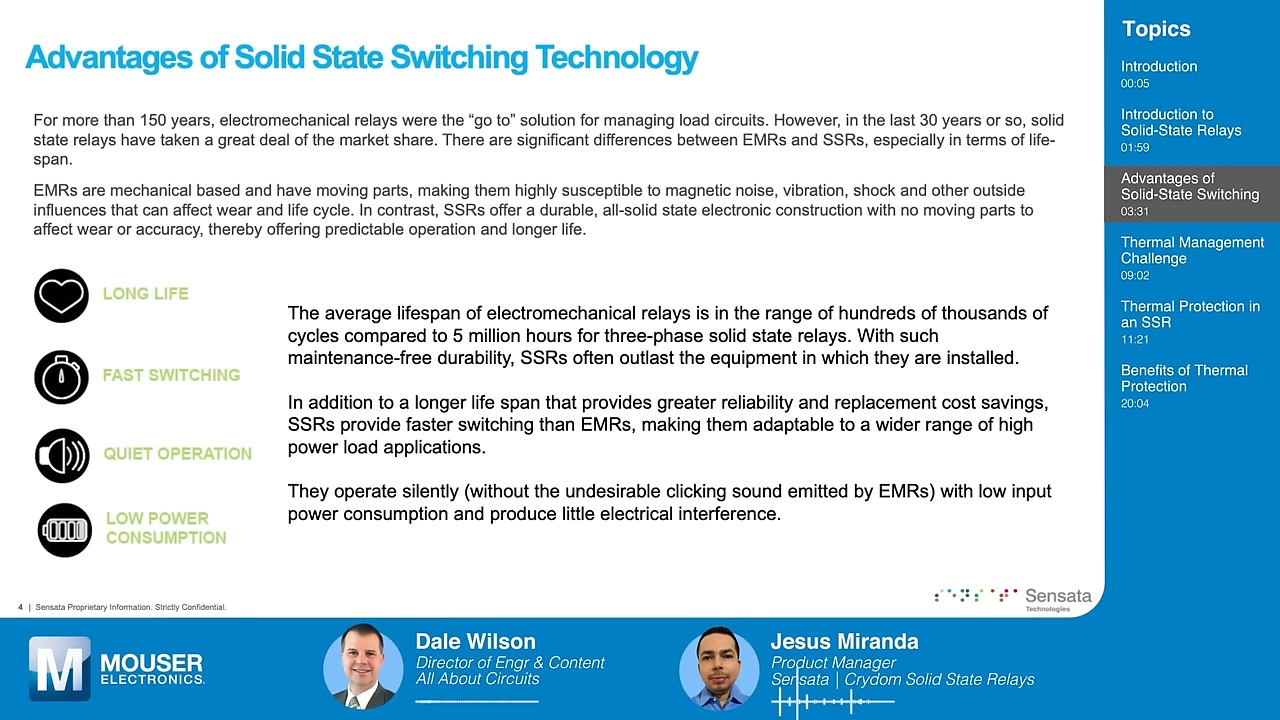 Advantages of Solid State Switching Technology
For more than 150 years, electromechanical relays were the “go to” solution for managing load circuits. However, in the last 30 years or so, solid
state relays have taken a great deal of the market share. There are significant differences between EMRs and SSRs, especially in terms of life-
span.
EMRs are mechanical based and have moving parts, making them highly susceptible to magnetic noise, vibration, shock and other outside
influences that can affect wear and life cycle. In contrast, SSRs offer a durable, all-solid state electronic construction with no moving parts to
affect wear or accuracy, thereby offering predictable operation and longer life.
LONG LIFE
FAST SWITCHING
QUIET OPERATION
LOW POWER
CONSUMPTION
The average lifespan of electromechanical relays is in the range of hundreds of thousands of
cycles compared to 5 million hours for three-phase solid state relays. With such
maintenance-free durability, SSRs often outlast the equipment in which they are installed.
In addition to a longer life span that provides greater reliability and replacement cost savings,
SSRs provide faster switching than EMRs, making them adaptable to a wider range of high
power load applications.
They operate silently (without the undesirable clicking sound emitted by EMRs) with low input
power consumption and produce little electrical interference.
4 | Sensata Proprietary Information. Strictly Confidential.
Sensata
Technologies
Topics
Introduction
00:05
Introduction to
Solid-State Relays
01:59
Advantages of
Solid-State Switching
03:31
Thermal Management
Challenge
09:02
Thermal Protection in
an SSR
11:21
Benefits of Thermal
Protection
20:04
M
MOUSER
ELECTRONICS.
Dale Wilson
Director of Engr & Content
All About Circuits
Jesus Miranda
Product Manager
Sensata | Crydom Solid State Relays